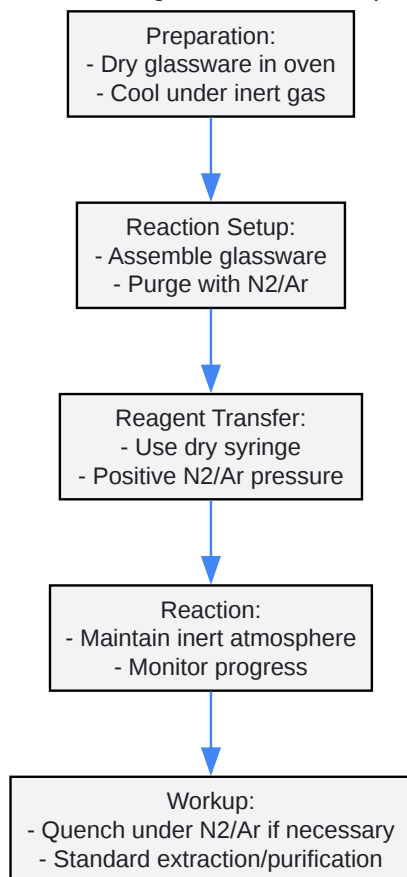 Preparation:
- Dry glassware in oven
- Cool under inert gas
Reaction Setup:
- Assemble glassware
- Purge with N2/Ar
Reagent Transfer:
- Use dry syringe
- Positive N2/Ar pressure
Reaction:
- Maintain inert atmosphere
- Monitor progress
Workup:
- Quench under N2/Ar if necessary
- Standard extraction/purification